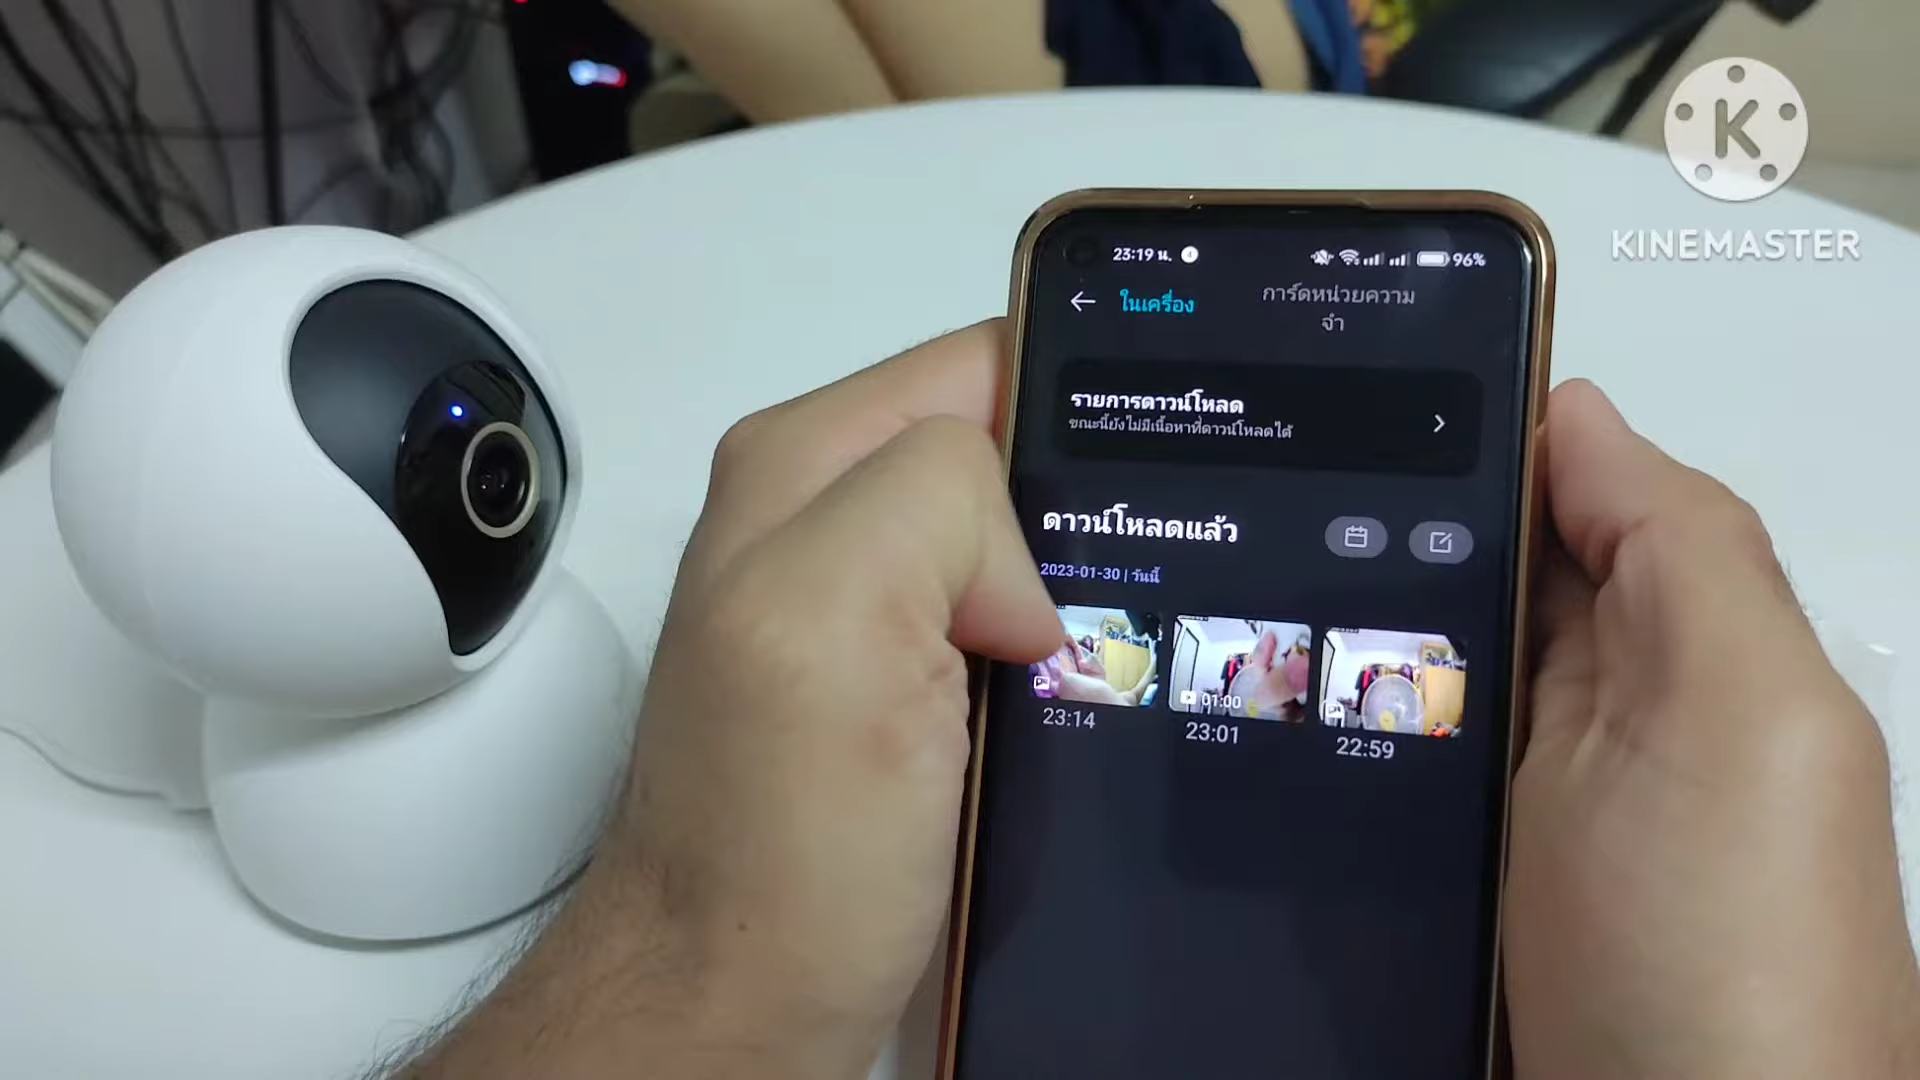 K
KINEMASTER
23:19 น.
96%
ในเครื่อง
การ์ดหน่วยความ
จำ
รายการดาวน์โหลด
ขณะนี้ยังไม่มีเนื้อหาที่ดาวน์โหลดได้
ดาวน์โหลดแล้ว
2023-01-30 | วันนี้
01:00
23:14
23:01
22:59